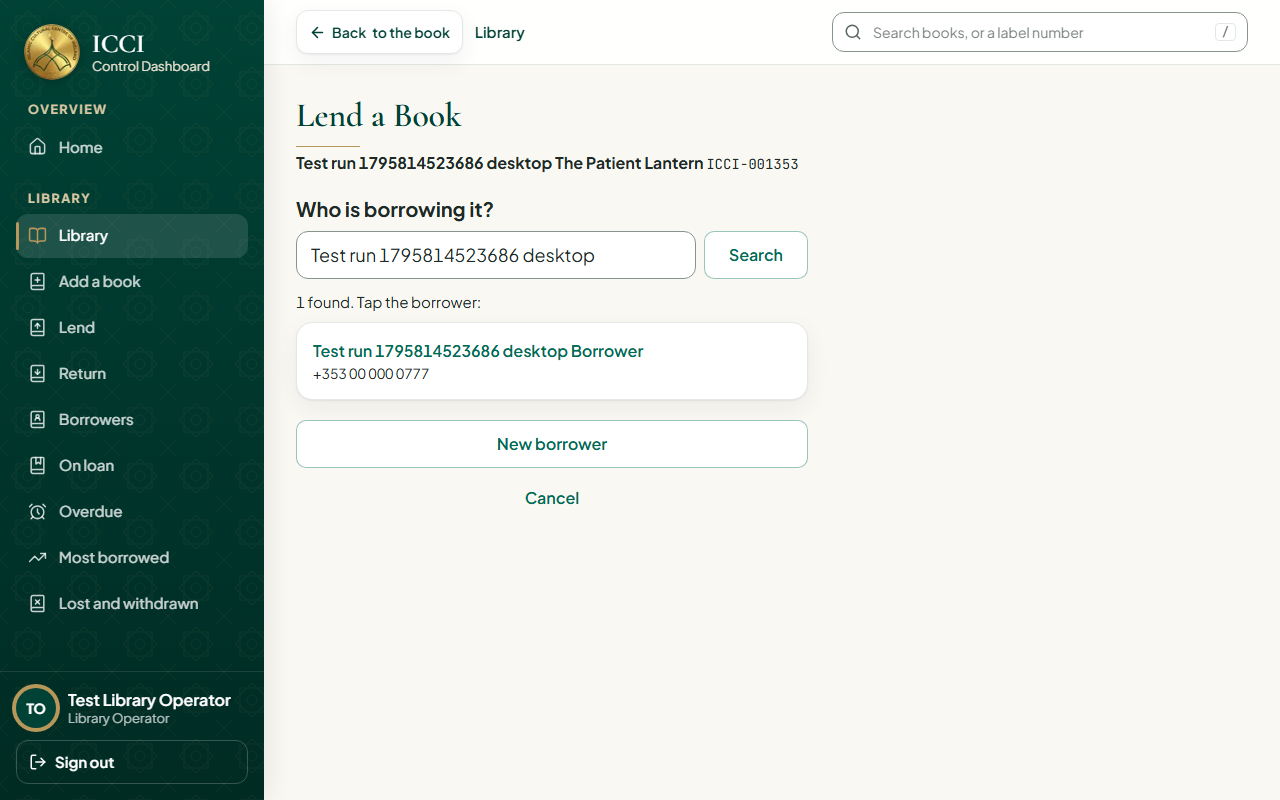 ICCI
Control Dashboard
OVERVIEW
Home
LIBRARY
Library
Add a book
Lend
Return
Borrowers
On loan
Overdue
Most borrowed
Lost and withdrawn
TO
Test Library Operator
Library Operator
Sign out
Back to the book
Library
Search books, or a label number
/
Lend a Book
Test run 1795814523686 desktop The Patient Lantern ICCI-001353
Who is borrowing it?
Test run 1795814523686 desktop
Search
1 found. Tap the borrower:
Test run 1795814523686 desktop Borrower
+353 00 000 0777
New borrower
Cancel